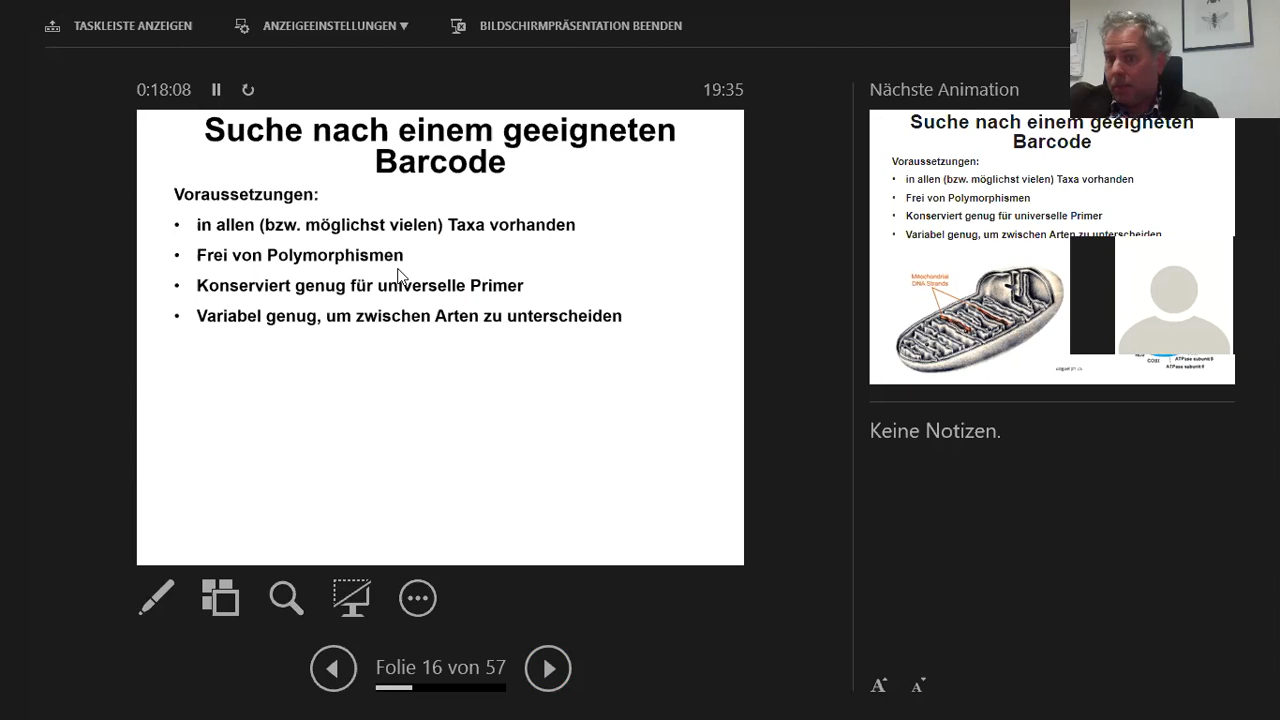 TASKLEISTE ANZEIGEN
ANZEIGEEINSTELLUNGEN
BILDSCHIRMPRÄSENTATION BEENDEN
0:18:08
19:35
Suche nach einem geeigneten
Barcode
Voraussetzungen:
• in allen (bzw. möglichst vielen) Taxa vorhanden
• Frei von Polymorphismen
• Konserviert genug für universelle Primer
• Variabel genug, um zwischen Arten zu unterscheiden
Folie 16 von 57
Nächste Animation
Suche nach einem geeigneten
Barcode
Voraussetzungen:
• in allen (bzw. möglichst vielen) Taxa vorhanden
• Frei von Polymorphismen
• Konserviert genug für universelle Primer
• Variabel genug, um zwischen Arten zu unterscheiden
Mitochondrial
DNA Strands
ATPase subunit 8
ATPase subunit 6
Keine Notizen.
A A